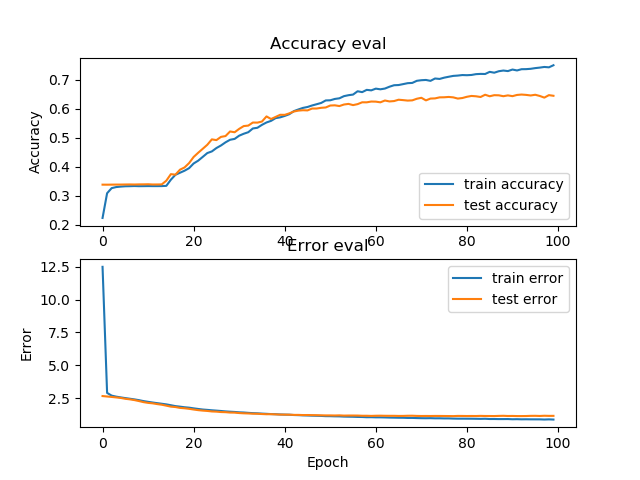 Accuracy eval
Accuracy
0.7
0.6
0.5
0.4
0.3
0.2
train accuracy
test accuracy
0 20 40 60 80 100
Error eval
Error
12.5
10.0
7.5
5.0
2.5
train error
test error
0 20 40 60 80 100
Epoch